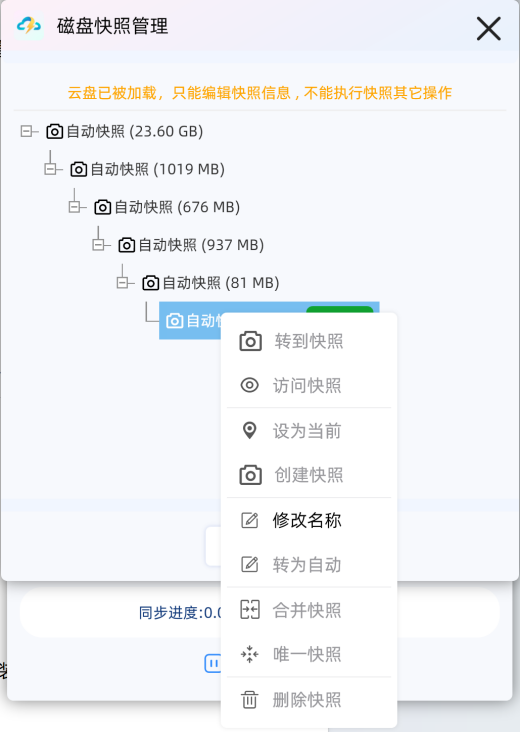 磁盘快照管理
云盘已被加载，只能编辑快照信息，不能执行快照其它操作
自动快照 (23.60 GB)
自动快照 (1019 MB)
自动快照 (676 MB)
自动快照 (937 MB)
自动快照 (81 MB)
自动
转到快照
访问快照
设为当前
创建快照
修改名称
转为自动
合并快照
唯一快照
删除快照
同步进度:0.